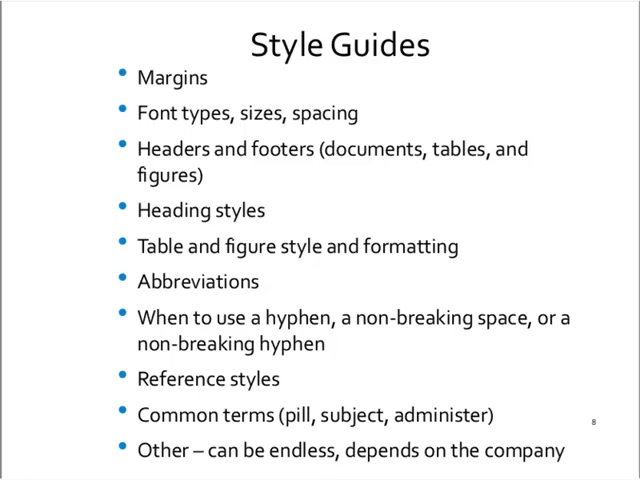 Style Guides
• Margins
• Font types, sizes, spacing
• Headers and footers (documents, tables, and
figures)
• Heading styles
• Table and figure style and formatting
• Abbreviations
• When to use a hyphen, a non-breaking space, or a
non-breaking hyphen
• Reference styles
• Common terms (pill, subject, administer)
8
• Other – can be endless, depends on the company